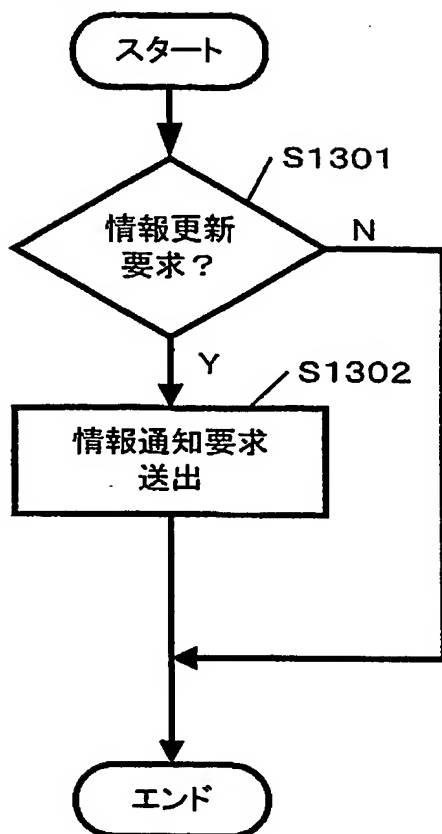 スタート
S1301
情報更新
要求？
N
Y
S1302
情報通知要求
送出
エンド